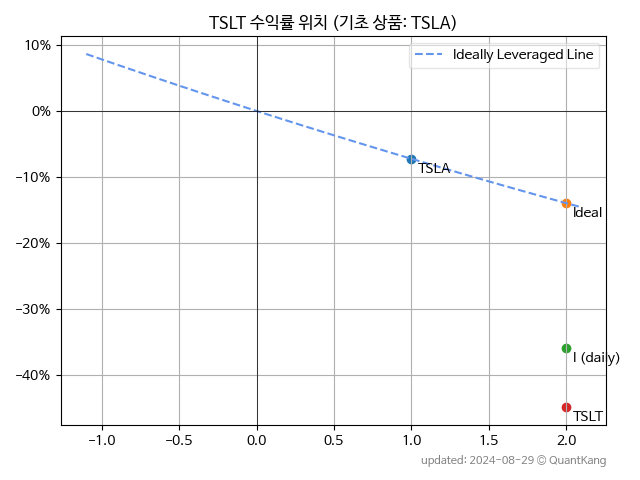 TSLT 수익률 위치 (기초 상품: TSLA)
10%
0%
−10%
−20%
−30%
−40%
Ideally Leveraged Line
TSLA
Ideal
I (daily)
TSLT
−1.0 −0.5 0.0 0.5 1.0 1.5 2.0
updated: 2024-08-29 © QuantKang